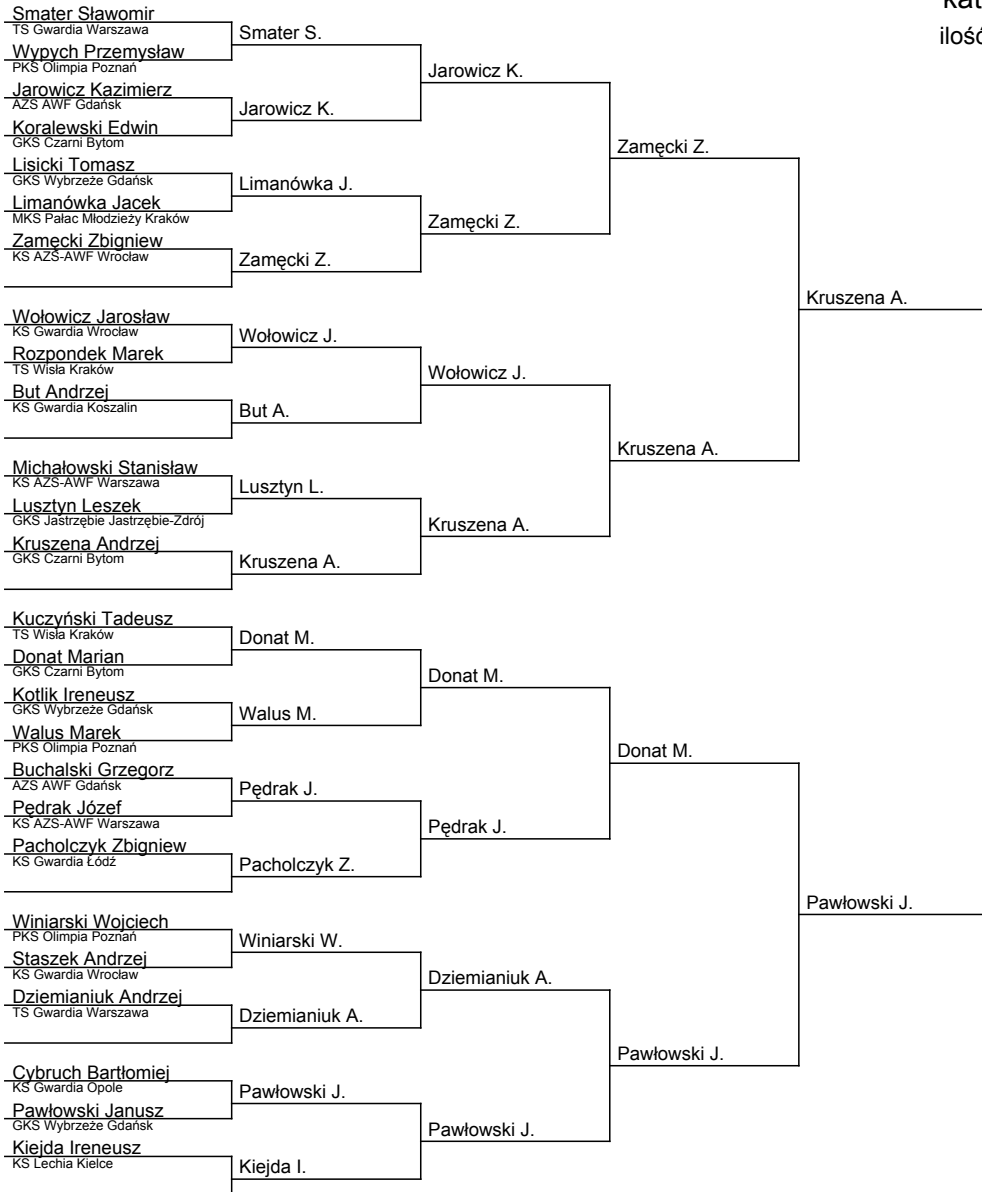 Smater Sławomir
TS Gwardia Warszawa
Wypych Przemysław
PKS Olimpia Poznań
Jarowicz Kazimierz
AZS AWF Gdańsk
Koralewski Edwin
GKS Czarni Bytom
Lisicki Tomasz
GKS Wybrzeże Gdańsk
Limanówka Jacek
MKS Pałac Młodzieży Kraków
Zamęcki Zbigniew
KS AZS-AWF Wrocław
Wołowicz Jarosław
KS Gwardia Wrocław
Rozpondek Marek
TS Wisła Kraków
But Andrzej
KS Gwardia Koszalin
Michałowski Stanisław
KS AZS-AWF Warszawa
Lusztyn Leszek
GKS Jastrzębie Jastrzębie-Zdrój
Kruszena Andrzej
GKS Czarni Bytom
Kuczyński Tadeusz
TS Wisła Kraków
Donat Marian
GKS Czarni Bytom
Kotlik Ireneusz
GKS Wybrzeże Gdańsk
Walus Marek
PKS Olimpia Poznań
Buchalski Grzegorz
AZS AWF Gdańsk
Pędrak Józef
KS AZS-AWF Warszawa
Pacholczyk Zbigniew
KS Gwardia Łódź
Winiarski Wojciech
PKS Olimpia Poznań
Staszek Andrzej
KS Gwardia Wrocław
Dziemianiuk Andrzej
TS Gwardia Warszawa
Cybruch Bartłomiej
KS Gwardia Opole
Pawłowski Janusz
GKS Wybrzeże Gdańsk
Kiejda Ireneusz
KS Lechia Kielce
Smater S.
Jarowicz K.
Limanówka J.
Zamęcki Z.
Wołowicz J.
But A.
Lusztyn L.
Kruszena A.
Donat M.
Walus M.
Pędrak J.
Pacholczyk Z.
Winiarski W.
Dziemianiuk A.
Pawłowski J.
Kiejda I.
Jarowicz K.
Zamęcki Z.
Wołowicz J.
Kruszena A.
Donat M.
Pędrak J.
Dziemianiuk A.
Pawłowski J.
Zamęcki Z.
Kruszena A.
Donat M.
Pawłowski J.
Kruszena A.
Pawłowski J.